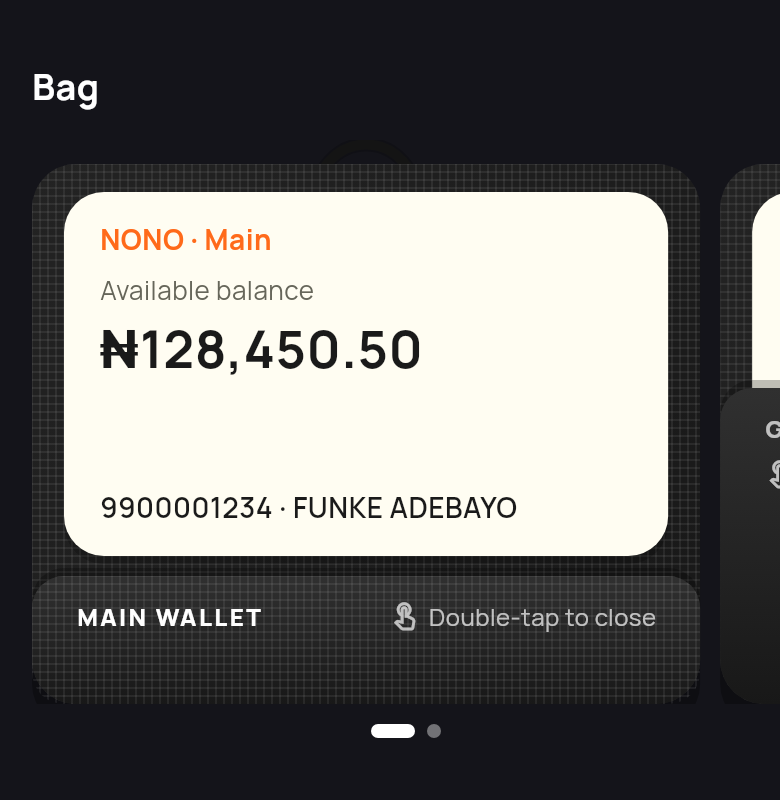 Bag
NONO · Main
Available balance
₦128,450.50
9900001234 · FUNKE ADEBAYO
MAIN WALLET
Double-tap to close